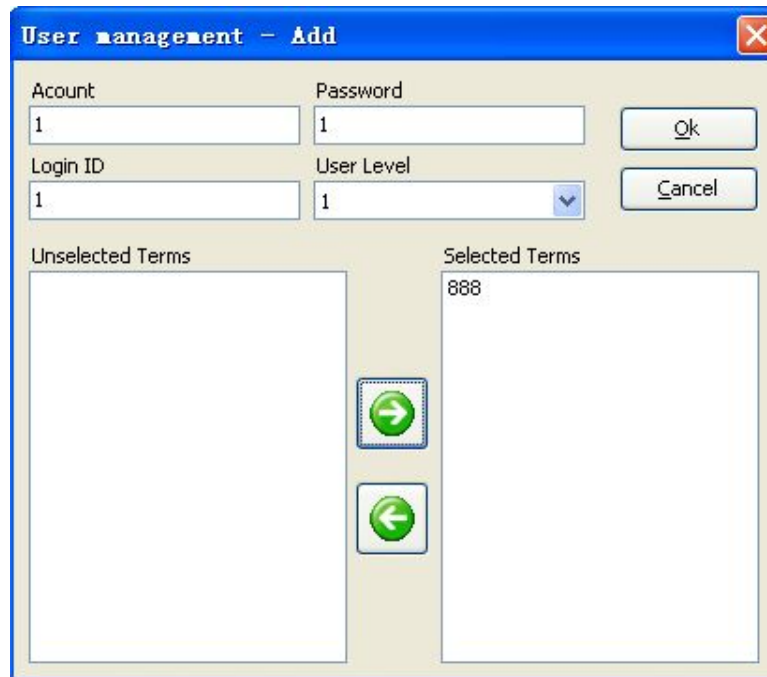 User management - Add
Acount
Password
1
1
Ok
Login ID
User Level
1
1
Cancel
Unselected Terms
Selected Terms
888